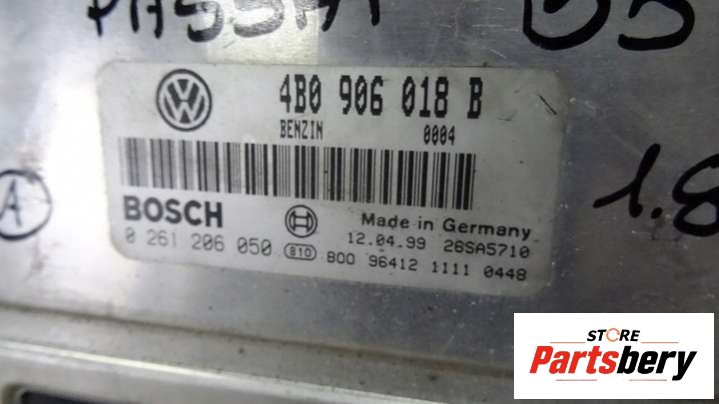 PASSAT B5
4B0 906 018 B
BENZIN 0004
A
1.8
BOSCH
Made in Germany
0 261 206 050
12.04.99 26SA5710
810 B00 96412 1111 0448
STORE
Partsbery